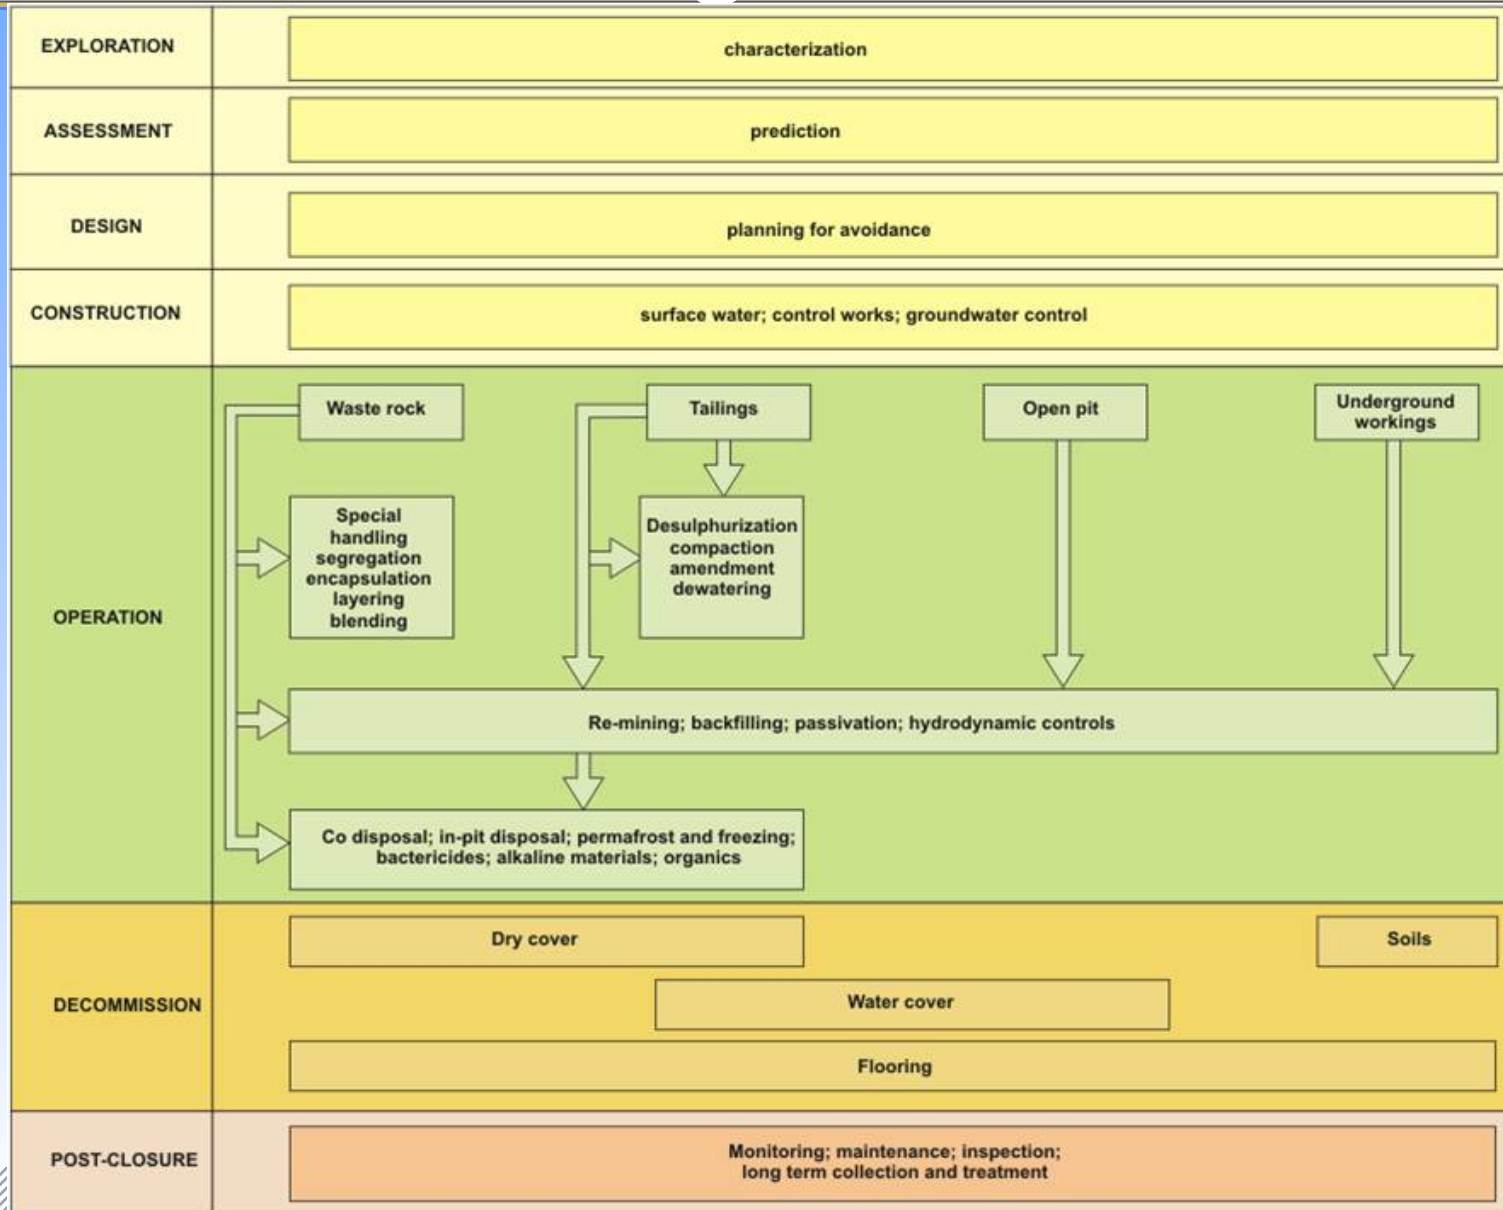 EXPLORATION
characterization
ASSESSMENT
prediction
DESIGN
planning for avoidance
CONSTRUCTION
surface water; control works; groundwater control
OPERATION
Waste rock
Tailings
Open pit
Underground
workings
Special
handling
segregation
encapsulation
layering
blending
Desulphurization
compaction
amendment
dewatering
Re-mining; backfilling; passivation; hydrodynamic controls
Co disposal; in-pit disposal; permafrost and freezing;
bactericides; alkaline materials; organics
DECOMMISSION
Dry cover
Soils
Water cover
Flooring
POST-CLOSURE
Monitoring; maintenance; inspection;
long term collection and treatment